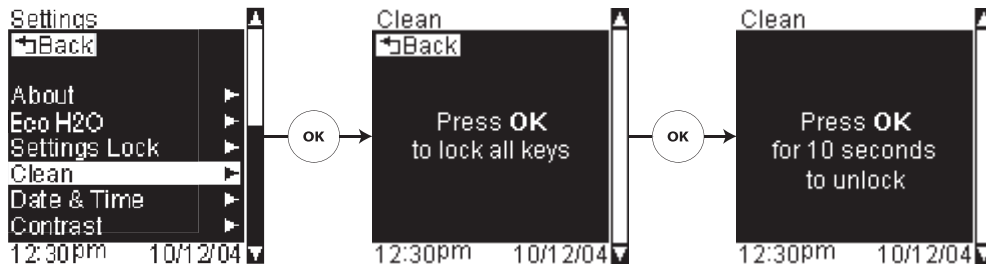 Settings
Back
About
Eco H2O
Settings Lock
Clean
Date & Time
Contrast
12:30pm 10/12/04
OK
Clean
Back
Press OK
to lock all keys
12:30pm 10/12/04
OK
Clean
Press OK
for 10 seconds
to unlock
12:30pm 10/12/04